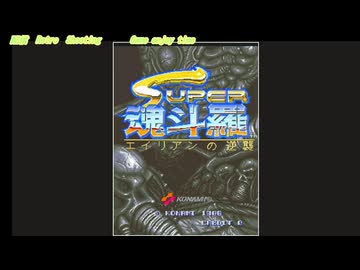 Retro Shooting Game enjoy time
SUPER
魂斗羅
エイリアンの逆襲
KONAMI
© KONAMI 1988
CREDIT 0